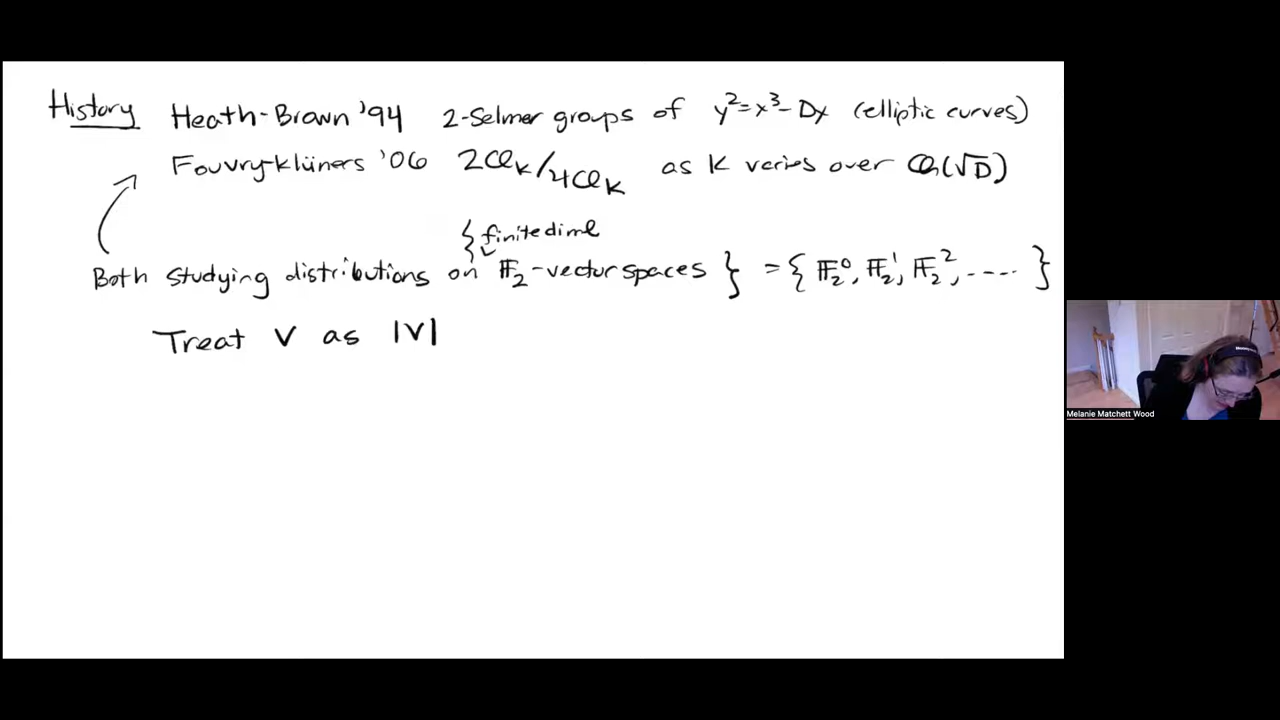 History Heath-Brown '94 2-Selmer groups of y²=x³-Dx (elliptic curves)
Fouvry-Klüners '06 2Cl_K/4Cl_K as K varies over Q(√D)
finite diml
Both studying distributions on { F₂-vector spaces } = { F₂⁰, F₂¹, F₂², ---- }
Treat V as |V|
Melanie Matchett Wood